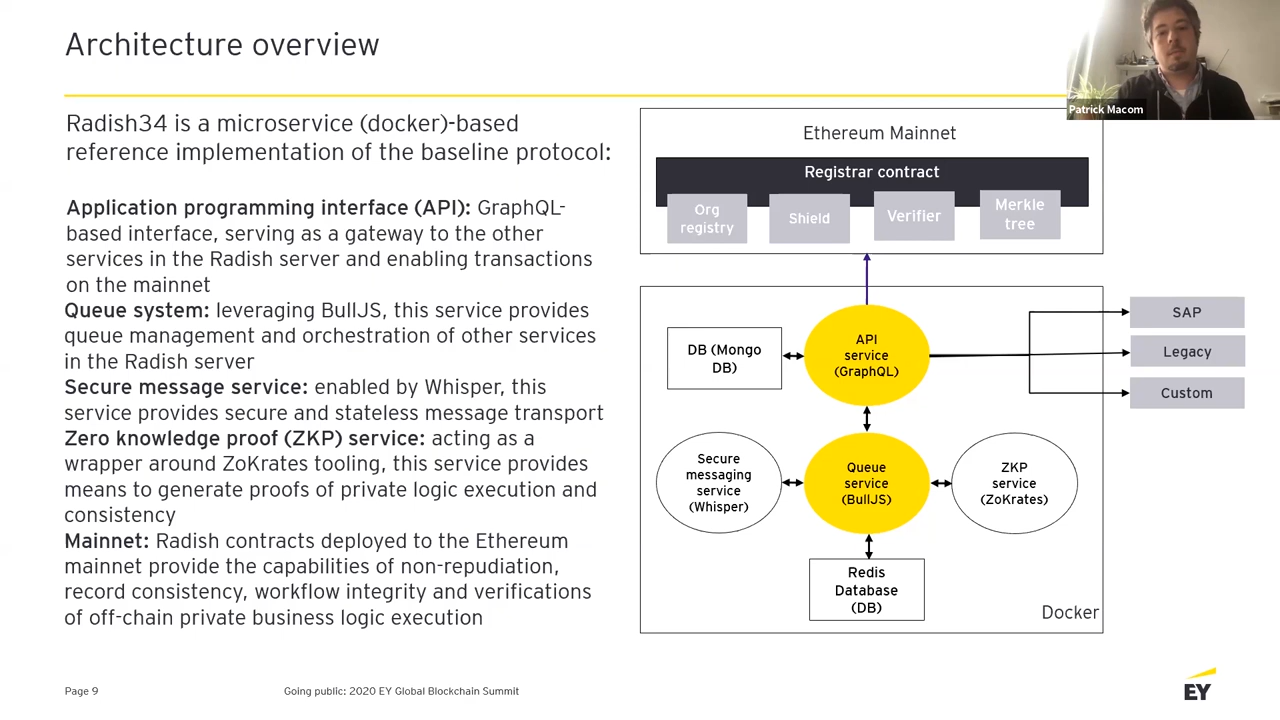 Architecture overview
Patrick Macom
Radish34 is a microservice (docker)-based
reference implementation of the baseline protocol:
Application programming interface (API): GraphQL-
based interface, serving as a gateway to the other
services in the Radish server and enabling transactions
on the mainnet
Queue system: leveraging BullJS, this service provides
queue management and orchestration of other services
in the Radish server
Secure message service: enabled by Whisper, this
service provides secure and stateless message transport
Zero knowledge proof (ZKP) service: acting as a
wrapper around ZoKrates tooling, this service provides
means to generate proofs of private logic execution and
consistency
Mainnet: Radish contracts deployed to the Ethereum
mainnet provide the capabilities of non-repudiation,
record consistency, workflow integrity and verifications
of off-chain private business logic execution
Ethereum Mainnet
Registrar contract
Org
registry
Shield
Verifier
Merkle
tree
DB (Mongo
DB)
API
service
(GraphQL)
SAP
Legacy
Custom
Secure
messaging
service
(Whisper)
Queue
service
(BullJS)
ZKP
service
(ZoKrates)
Redis
Database
(DB)
Docker
Page 9
Going public: 2020 EY Global Blockchain Summit
EY